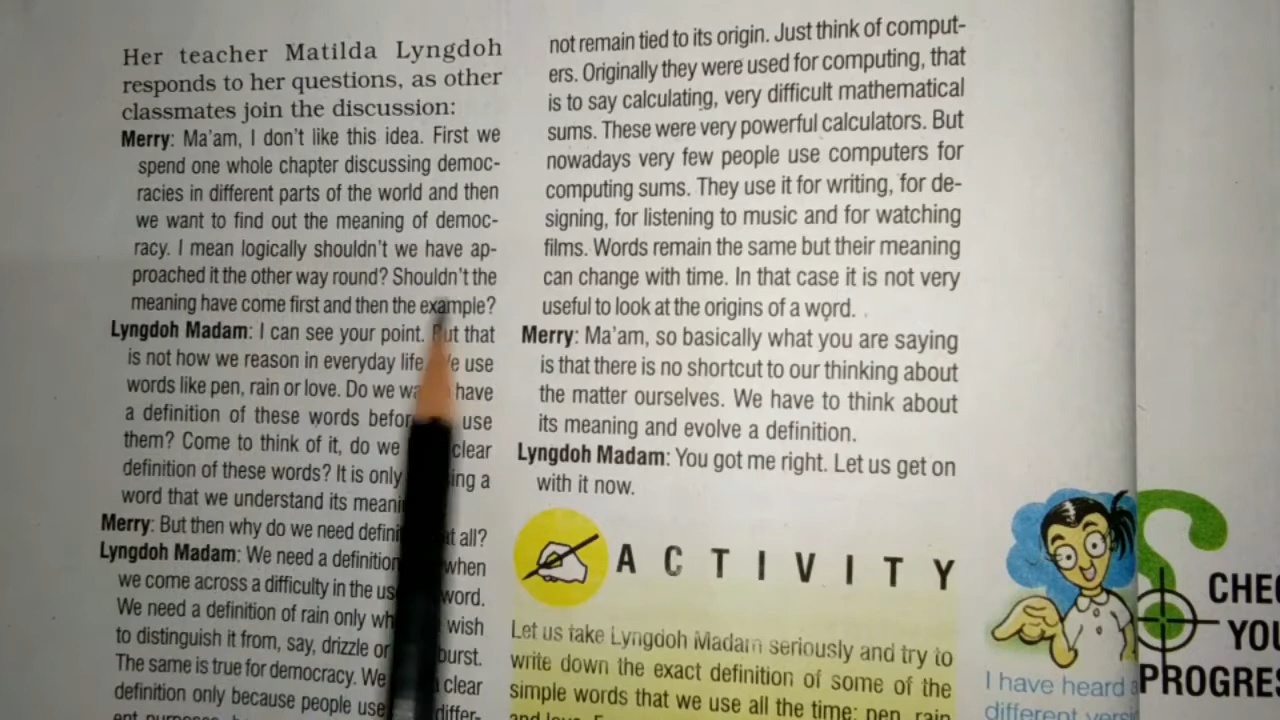 Her teacher Matilda Lyngdoh
responds to her questions, as other
classmates join the discussion:
Merry: Ma'am, I don't like this idea. First we
spend one whole chapter discussing democ-
racies in different parts of the world and then
we want to find out the meaning of democ-
racy. I mean logically shouldn't we have ap-
proached it the other way round? Shouldn't the
meaning have come first and then the example?
Lyngdoh Madam: I can see your point. But that
is not how we reason in everyday life. We use
words like pen, rain or love. Do we have
a definition of these words use
them? Come to think of it, do we clear
definition of these words? It is only a
word that we understand its
Merry: But then why do we need at all?
Lyngdoh Madam: We need a definition when
we come across a difficulty in the word.
We need a definition of rain only wish
to distinguish it from, say, drizzle or
The same is true for democracy. We clear
definition only because people use differ-
ent
not remain tied to its origin. Just think of comput-
ers. Originally they were used for computing, that
is to say calculating, very difficult mathematical
sums. These were very powerful calculators. But
nowadays very few people use computers for
computing sums. They use it for writing, for de-
signing, for listening to music and for watching
films. Words remain the same but their meaning
can change with time. In that case it is not very
useful to look at the origins of a word.
Merry: Ma'am, so basically what you are saying
is that there is no shortcut to our thinking about
the matter ourselves. We have to think about
its meaning and evolve a definition.
Lyngdoh Madam: You got me right. Let us get on
with it now.
ACTIVITY
Let us take Lyngdoh Madam seriously and try to
write down the exact definition of some of the
simple words that we use all the time: pen, rain
and love.
I have heard
different
CHEC
YOU
PROGRES